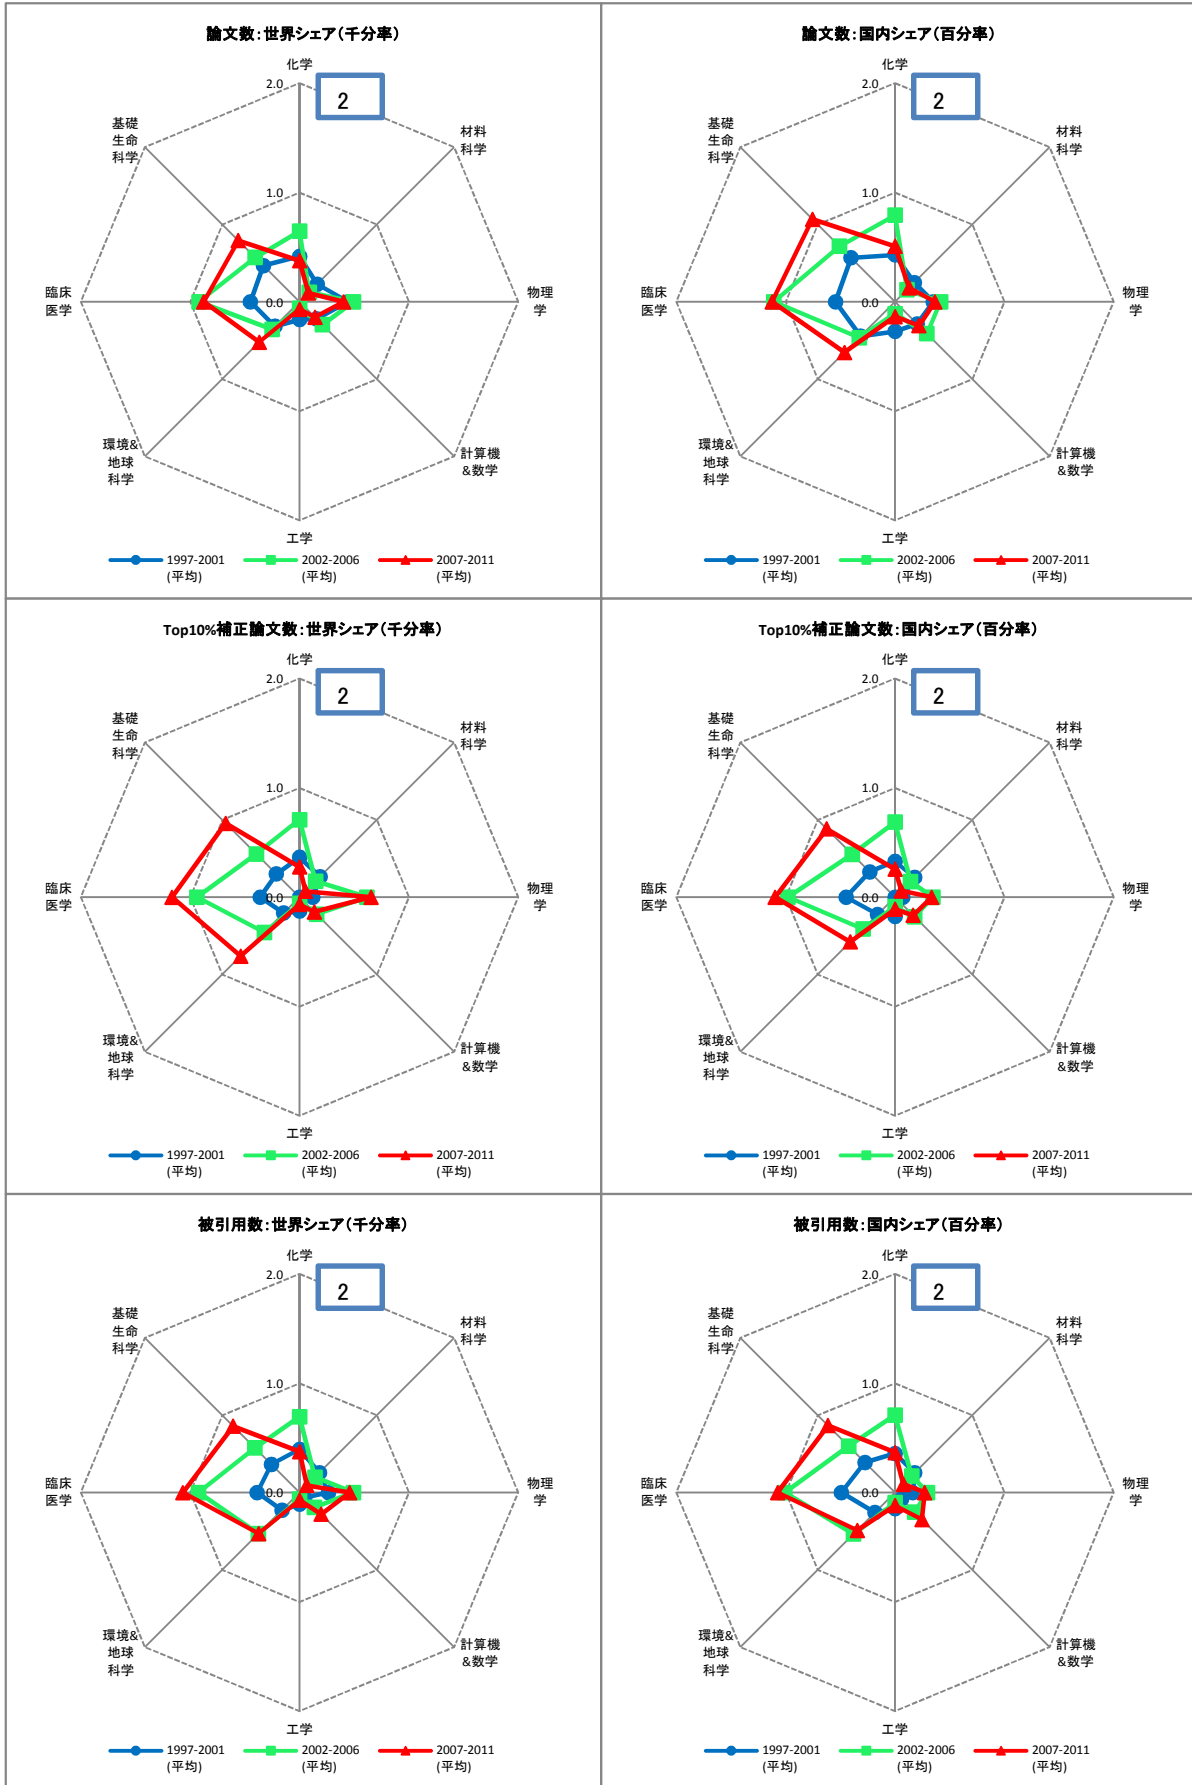 論文数:世界シェア(千分率)
化学
2.0
2
基礎
生命
科学
材料
科学
1.0
臨床
医学
0.0
物理
学
環境&
地球
科学
計算機
&数学
工学
1997-2001
(平均)
2002-2006
(平均)
2007-2011
(平均)
論文数:国内シェア(百分率)
化学
2.0
2
基礎
生命
科学
材料
科学
1.0
臨床
医学
0.0
物理
学
環境&
地球
科学
計算機
&数学
工学
1997-2001
(平均)
2002-2006
(平均)
2007-2011
(平均)
Top10%補正論文数:世界シェア(千分率)
化学
2.0
2
基礎
生命
科学
材料
科学
1.0
臨床
医学
0.0
物理
学
環境&
地球
科学
計算機
&数学
工学
1997-2001
(平均)
2002-2006
(平均)
2007-2011
(平均)
Top10%補正論文数:国内シェア(百分率)
化学
2.0
2
基礎
生命
科学
材料
科学
1.0
臨床
医学
0.0
物理
学
環境&
地球
科学
計算機
&数学
工学
1997-2001
(平均)
2002-2006
(平均)
2007-2011
(平均)
被引用数:世界シェア(千分率)
化学
2.0
2
基礎
生命
科学
材料
科学
1.0
臨床
医学
0.0
物理
学
環境&
地球
科学
計算機
&数学
工学
1997-2001
(平均)
2002-2006
(平均)
2007-2011
(平均)
被引用数:国内シェア(百分率)
化学
2.0
2
基礎
生命
科学
材料
科学
1.0
臨床
医学
0.0
物理
学
環境&
地球
科学
計算機
&数学
工学
1997-2001
(平均)
2002-2006
(平均)
2007-2011
(平均)